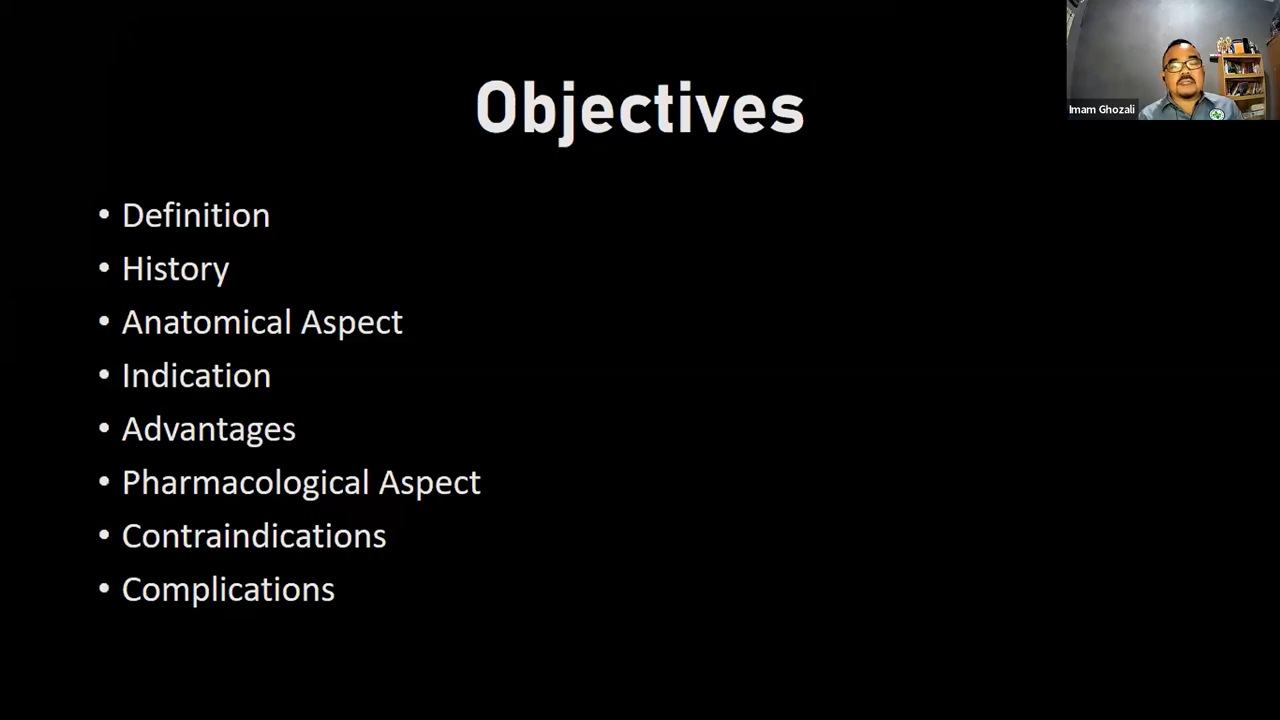 Objectives
Imam Ghozali
• Definition
• History
• Anatomical Aspect
• Indication
• Advantages
• Pharmacological Aspect
• Contraindications
• Complications